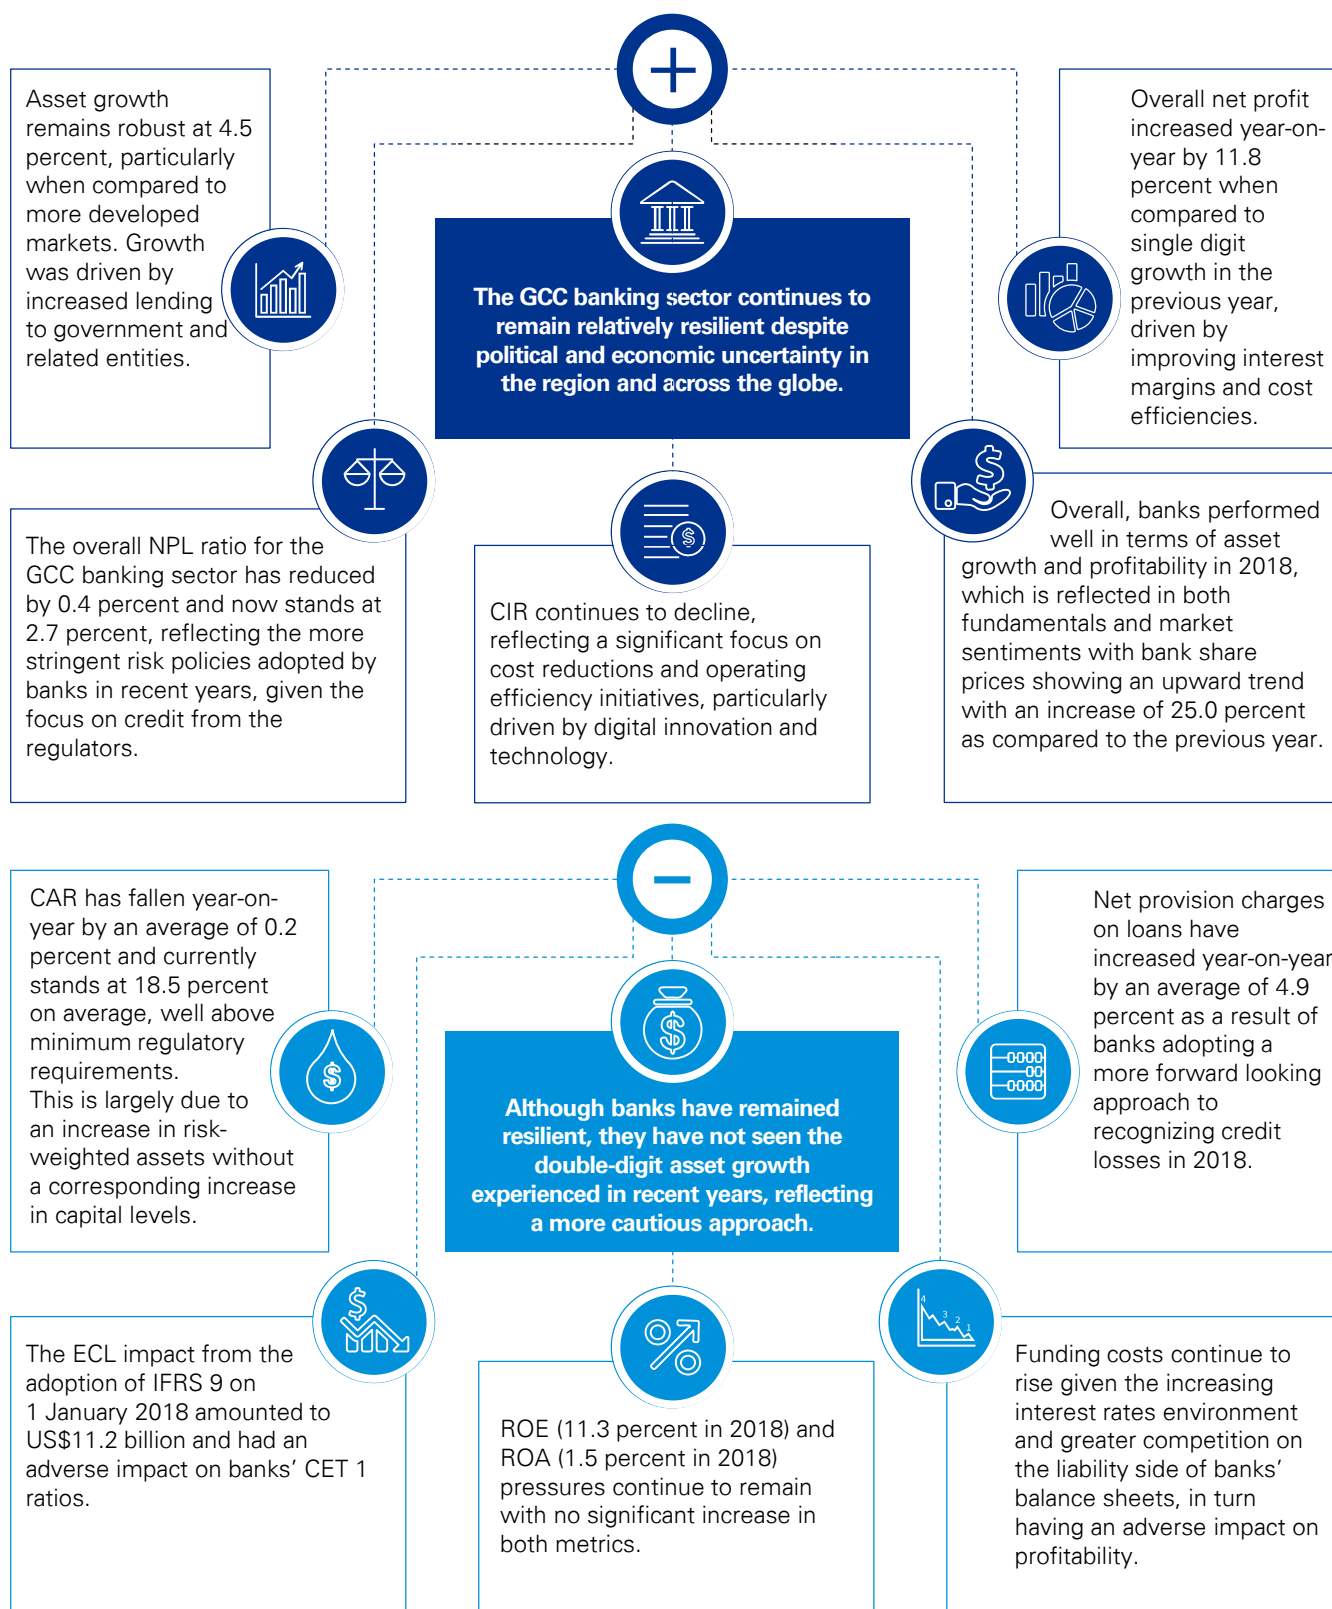 +
Asset growth
remains robust at 4.5
percent, particularly
when compared to
more developed
markets. Growth
was driven by
increased lending
to government and
related entities.
The GCC banking sector continues to
remain relatively resilient despite
political and economic uncertainty in
the region and across the globe.
Overall net profit
increased year-on-
year by 11.8
percent when
compared to
single digit
growth in the
previous year,
driven by
improving interest
margins and cost
efficiencies.
The overall NPL ratio for the
GCC banking sector has reduced
by 0.4 percent and now stands at
2.7 percent, reflecting the more
stringent risk policies adopted by
banks in recent years, given the
focus on credit from the
regulators.
$
CIR continues to decline,
reflecting a significant focus on
cost reductions and operating
efficiency initiatives, particularly
driven by digital innovation and
technology.
$
Overall, banks performed
well in terms of asset
growth and profitability in 2018,
which is reflected in both
fundamentals and market
sentiments with bank share
prices showing an upward trend
with an increase of 25.0 percent
as compared to the previous year.
–
CAR has fallen year-on-
year by an average of 0.2
percent and currently
stands at 18.5 percent
on average, well above
minimum regulatory
requirements.
This is largely due to
an increase in risk-
weighted assets without
a corresponding increase
in capital levels.
$
$
Although banks have remained
resilient, they have not seen the
double-digit asset growth
experienced in recent years, reflecting
a more cautious approach.
Net provision charges
on loans have
increased year-on-year
by an average of 4.9
percent as a result of
banks adopting a
more forward looking
approach to
recognizing credit
losses in 2018.
$
The ECL impact from the
adoption of IFRS 9 on
1 January 2018 amounted to
US$11.2 billion and had an
adverse impact on banks’ CET 1
ratios.
ROE (11.3 percent in 2018) and
ROA (1.5 percent in 2018)
pressures continue to remain
with no significant increase in
both metrics.
4 3 2 1
Funding costs continue to
rise given the increasing
interest rates environment
and greater competition on
the liability side of banks’
balance sheets, in turn
having an adverse impact on
profitability.